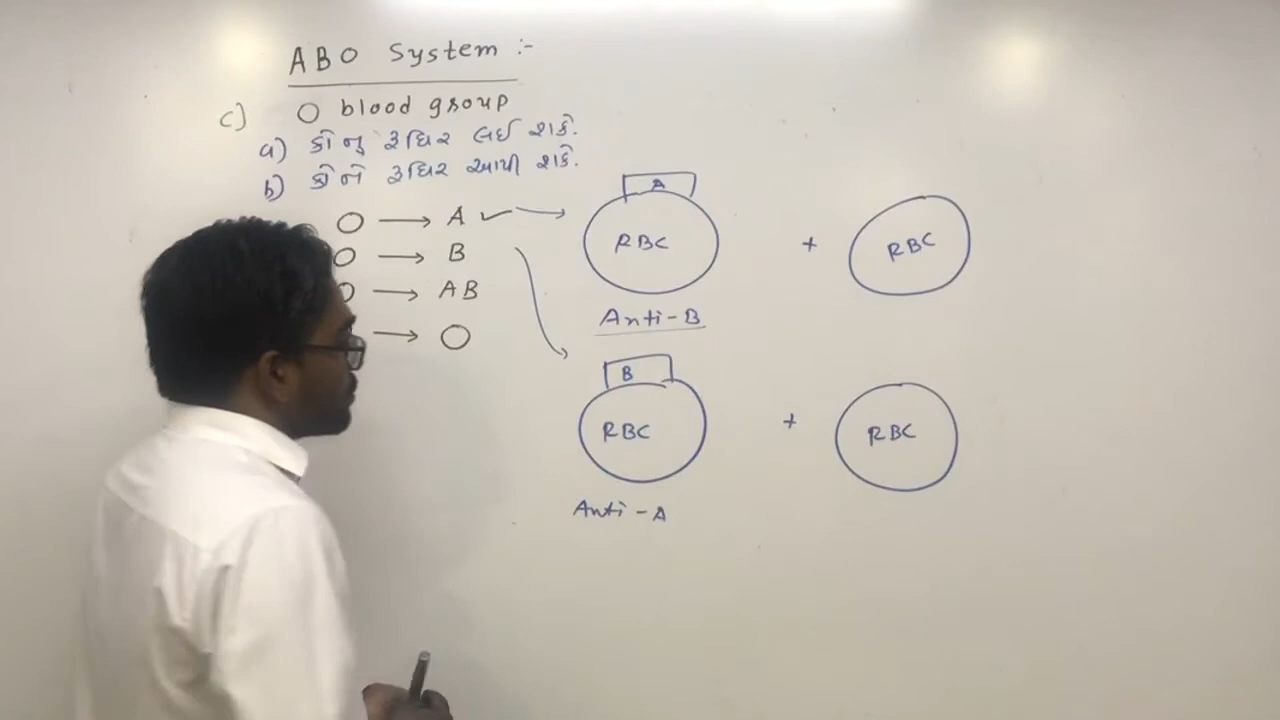 ABO System :-
c] O blood group
a) કોનુ રુધિર લઈ શકે.
b) કોને રુધિર આપી શકે.
O → A ✓ →
O → B
O → AB
→ O
A
RBC + RBC
Anti-B
B
RBC + RBC
Anti-A